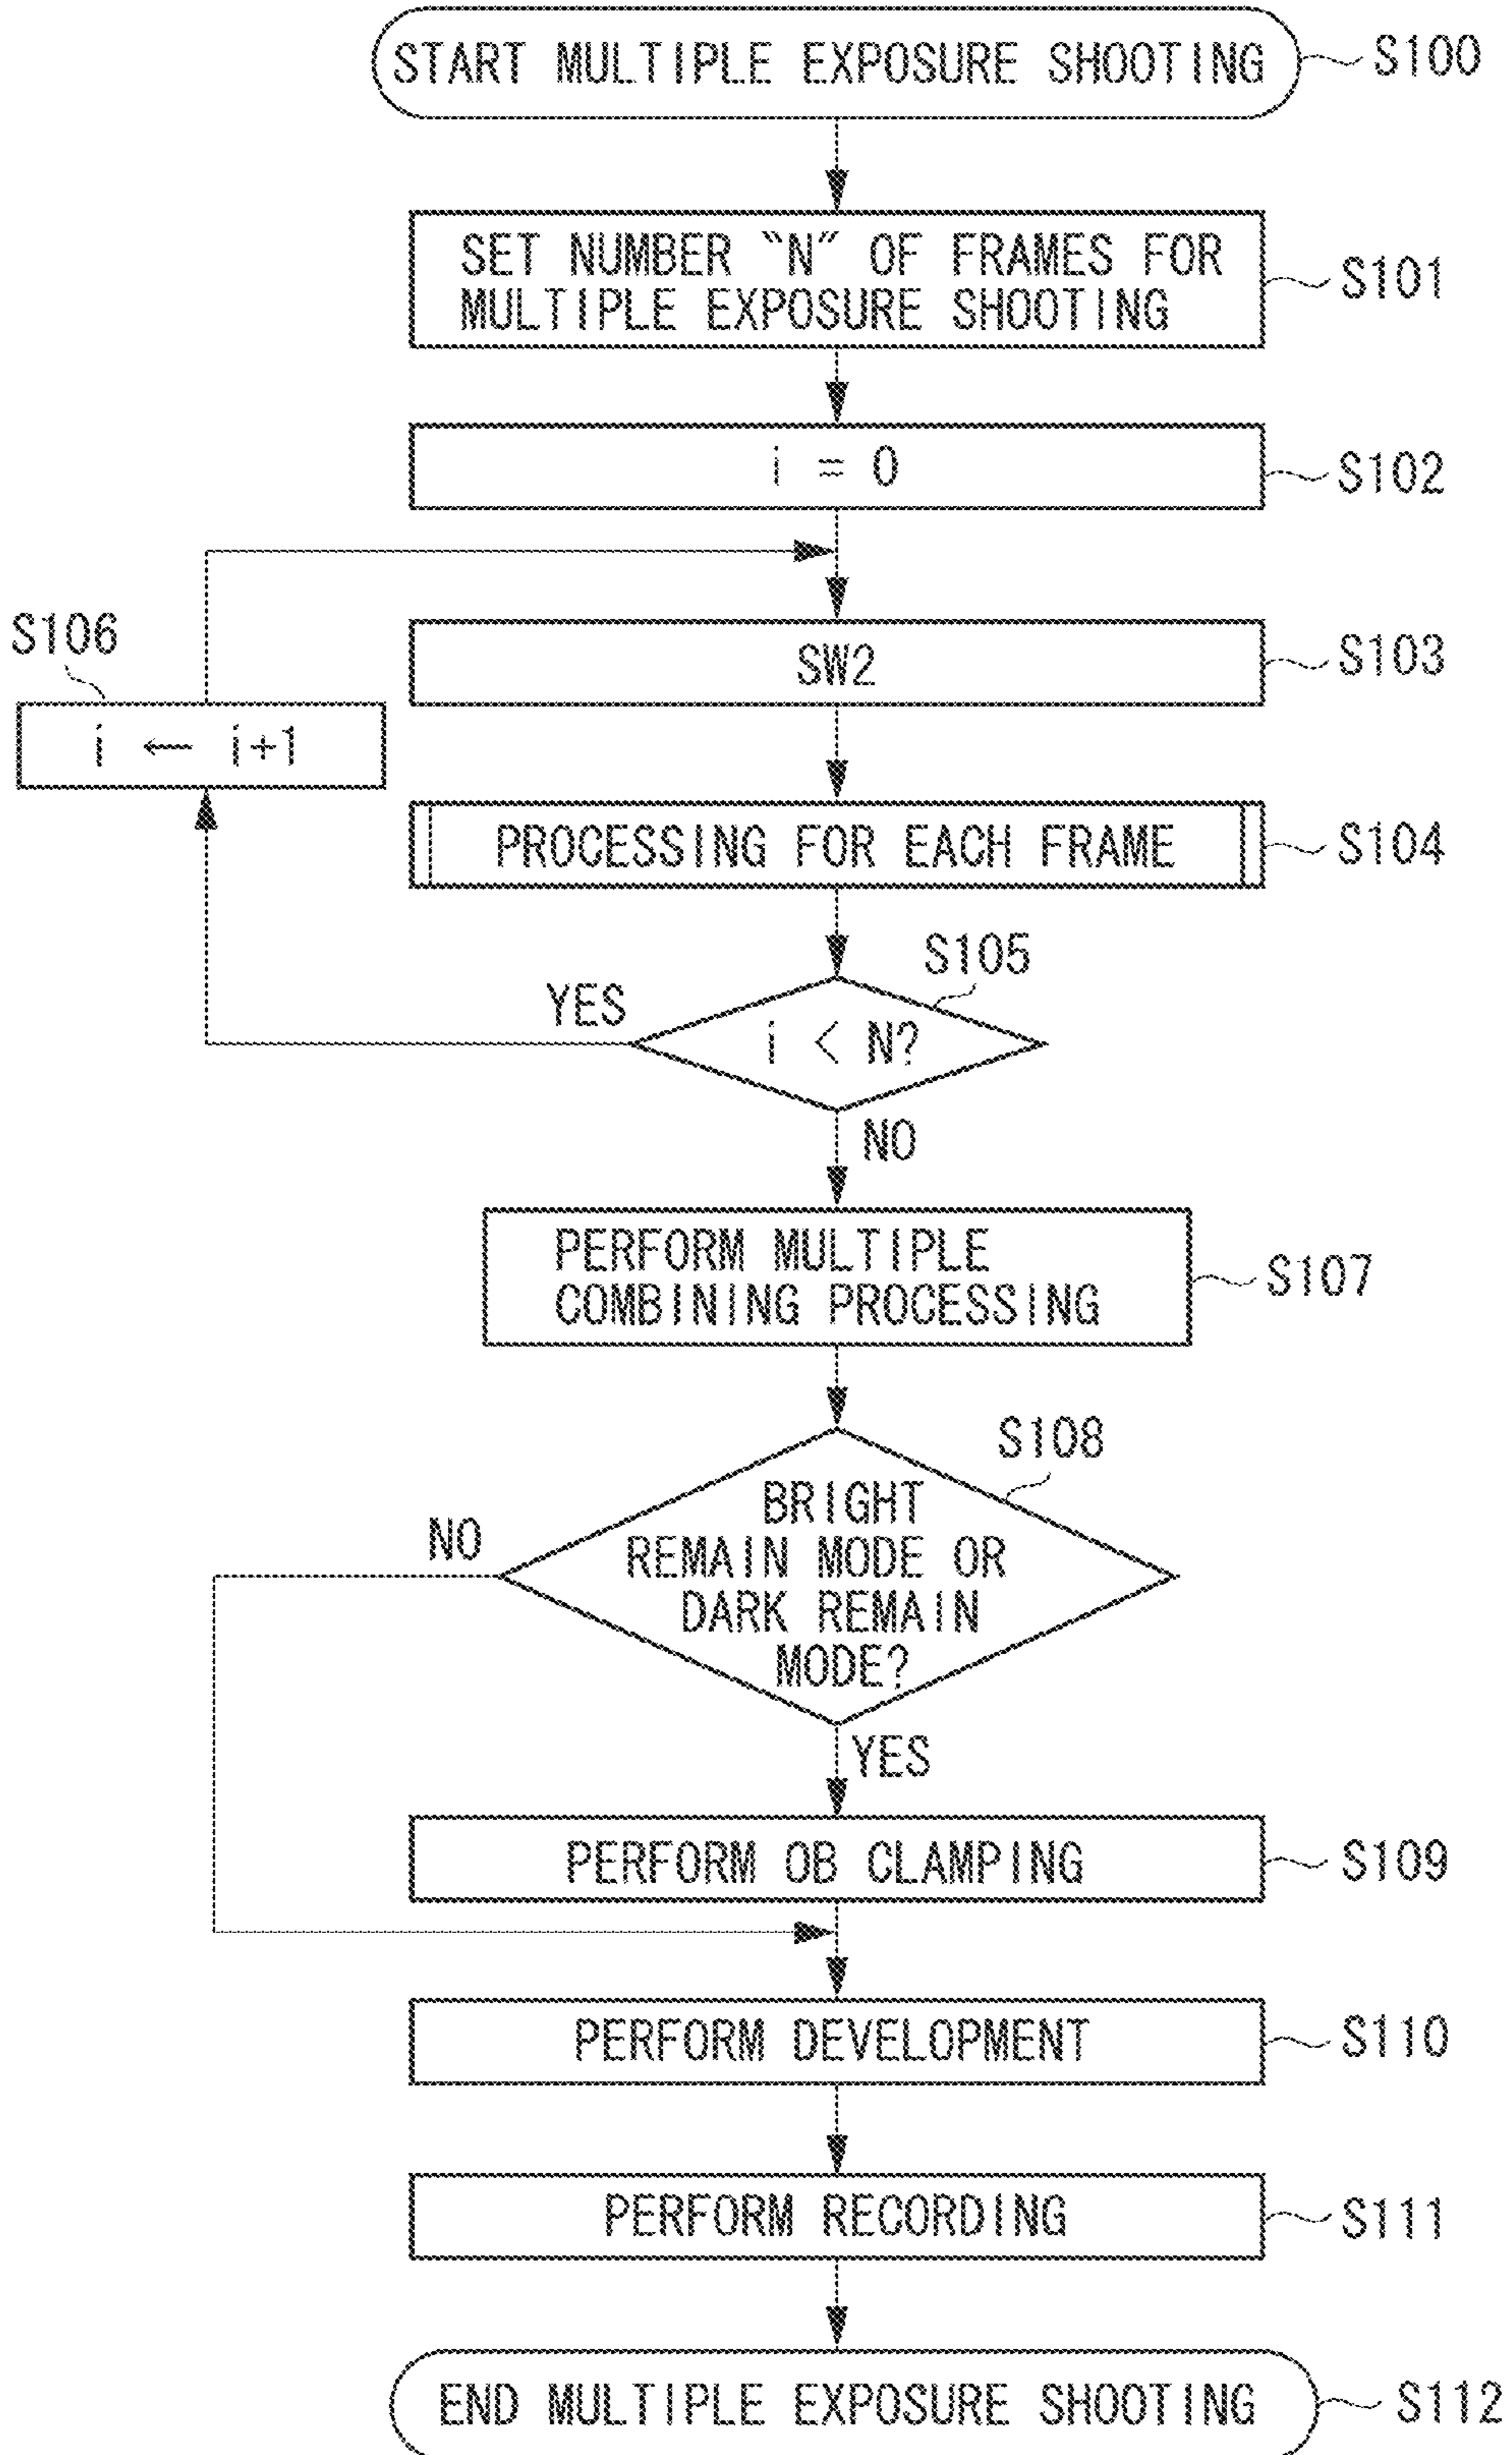 START MULTIPLE EXPOSURE SHOOTING
S100
SET NUMBER “N” OF FRAMES FOR
MULTIPLE EXPOSURE SHOOTING
S101
i = 0
S102
SW2
S103
S106
i ← i+1
PROCESSING FOR EACH FRAME
S104
S105
i < N?
YES
NO
PERFORM MULTIPLE
COMBINING PROCESSING
S107
S108
BRIGHT
REMAIN MODE OR
DARK REMAIN
MODE?
NO
YES
PERFORM OB CLAMPING
S109
PERFORM DEVELOPMENT
S110
PERFORM RECORDING
S111
END MULTIPLE EXPOSURE SHOOTING
S112